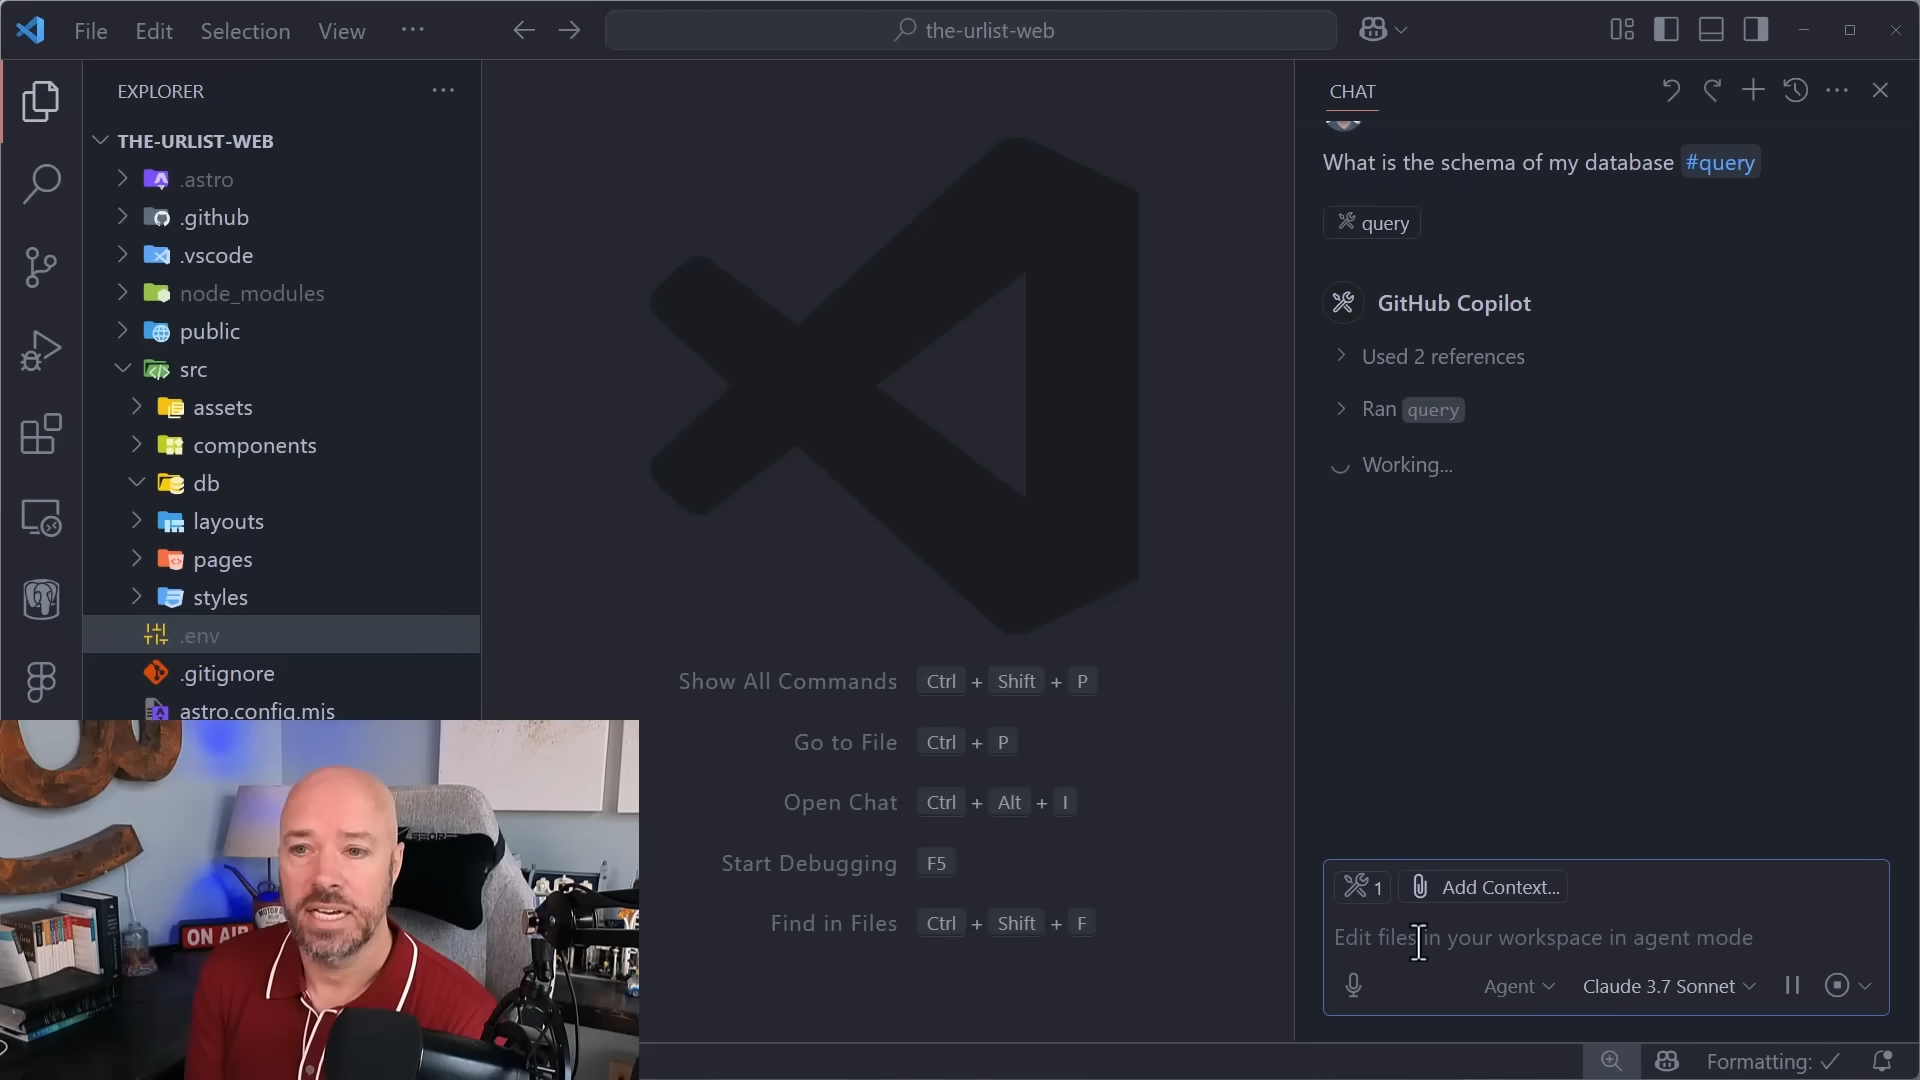 File Edit Selection View ...
the-urlist-web
EXPLORER
THE-URLIST-WEB
.astro
.github
.vscode
node_modules
public
src
assets
components
db
layouts
pages
styles
.env
.gitignore
astro.config.mjs
Show All Commands Ctrl + Shift + P
Go to File Ctrl + P
Open Chat Ctrl + Alt + I
Start Debugging F5
Find in Files Ctrl + Shift + F
CHAT
What is the schema of my database #query
query
GitHub Copilot
Used 2 references
Ran query
Working...
1 Add Context...
Edit files in your workspace in agent mode
Agent Claude 3.7 Sonnet
Formatting: ✓
ON AIR